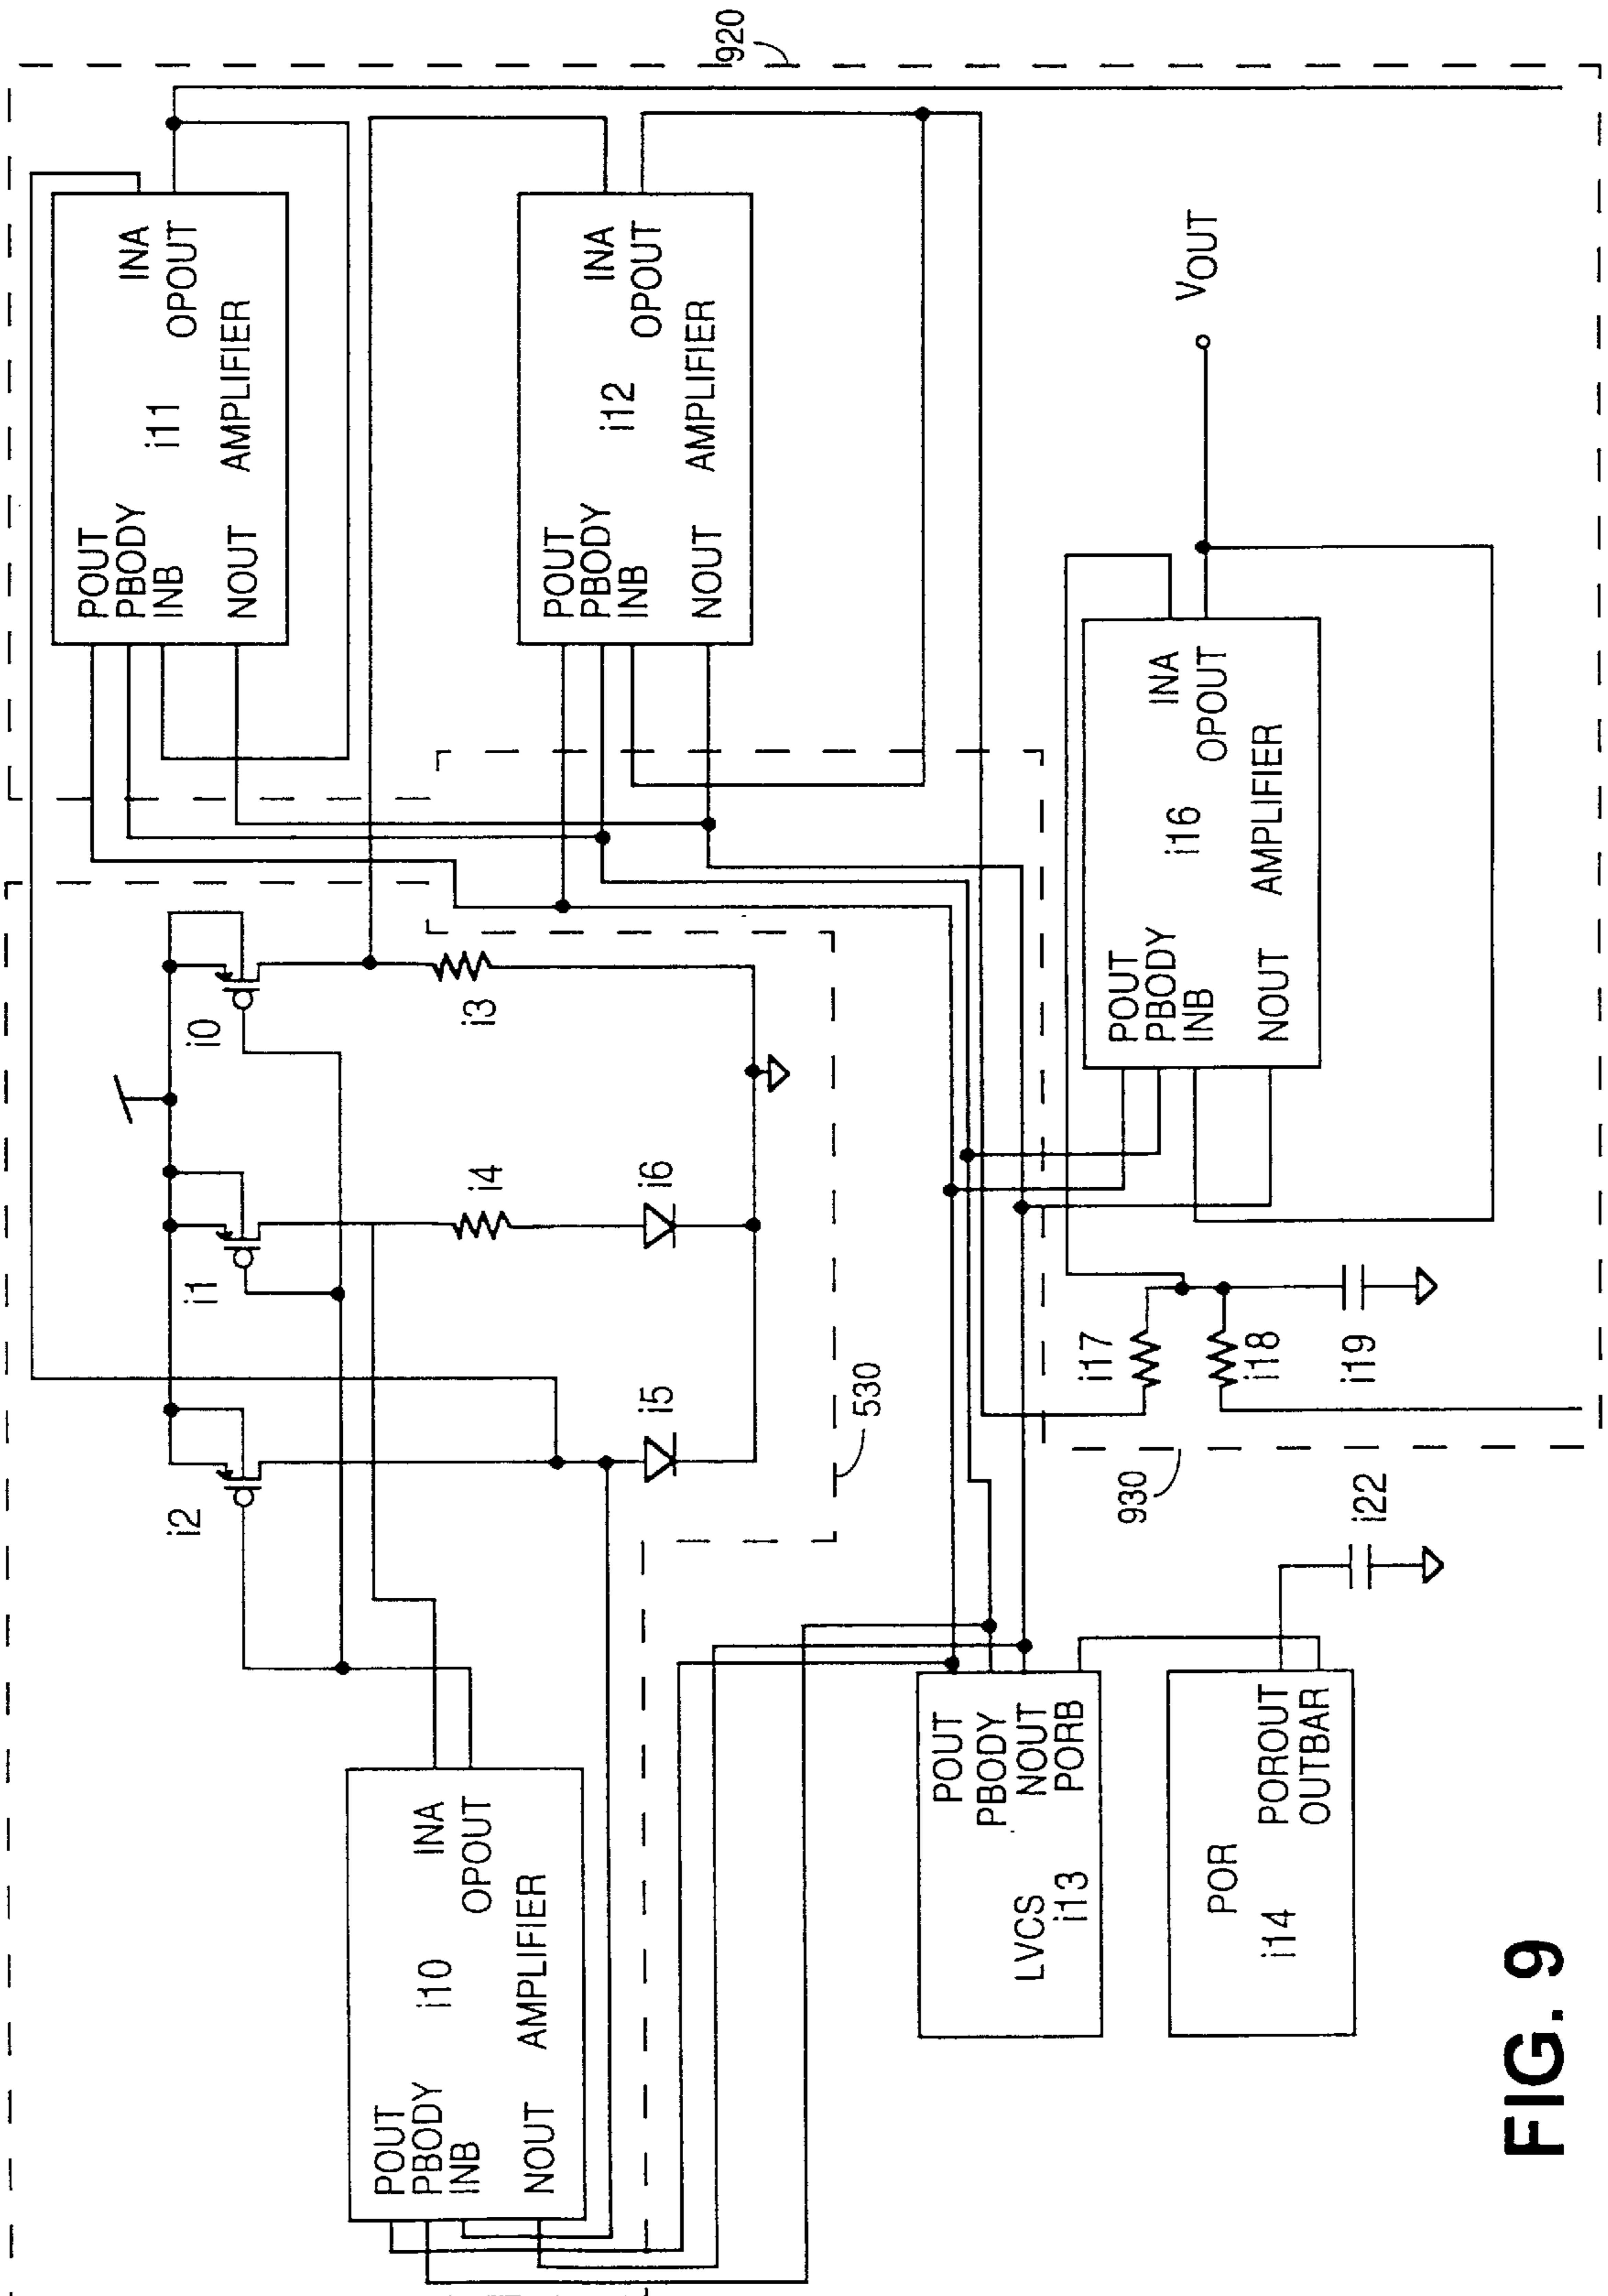 920
POUT
PBODY
INB
NOUT
INA
OPOUT
i11
AMPLIFIER
POUT
PBODY
INB
NOUT
INA
OPOUT
i12
AMPLIFIER
i2
i1
i0
i5
i4
i6
i3
530
POUT
PBODY
INB
NOUT
INA
OPOUT
i10
AMPLIFIER
POUT
PBODY
NOUT
PORB
LVCS
i13
POR
i14
POROUT
OUTBAR
i22
930
i17
i18
i19
POUT
PBODY
INB
NOUT
INA
OPOUT
i16
AMPLIFIER
VOUT
FIG. 9